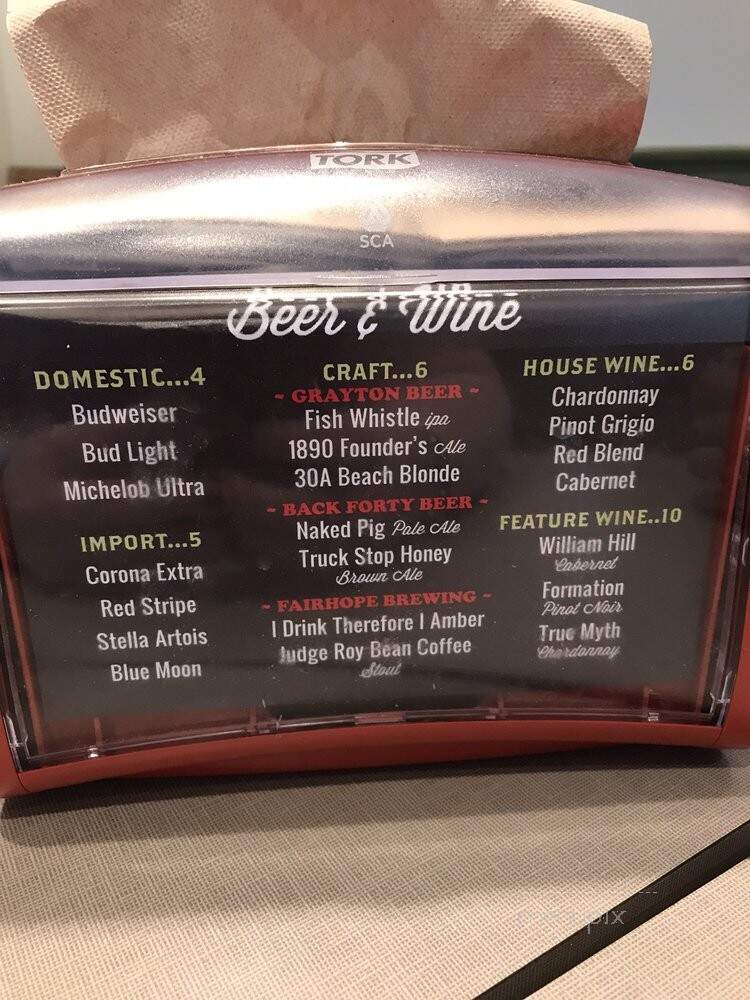 TORK
SCA
Beer & Wine
DOMESTIC...4
Budweiser
Bud Light
Michelob Ultra
IMPORT...5
Corona Extra
Red Stripe
Stella Artois
Blue Moon
CRAFT...6
~ GRAYTON BEER ~
Fish Whistle ipa
1890 Founder's Ale
30A Beach Blonde
~ BACK FORTY BEER ~
Naked Pig Pale Ale
Truck Stop Honey
Brown Ale
~ FAIRHOPE BREWING ~
I Drink Therefore I Amber
Judge Roy Bean Coffee
Stout
HOUSE WINE...6
Chardonnay
Pinot Grigio
Red Blend
Cabernet
FEATURE WINE..10
William Hill
Cabernet
Formation
Pinot Noir
True Myth
Chardonnay